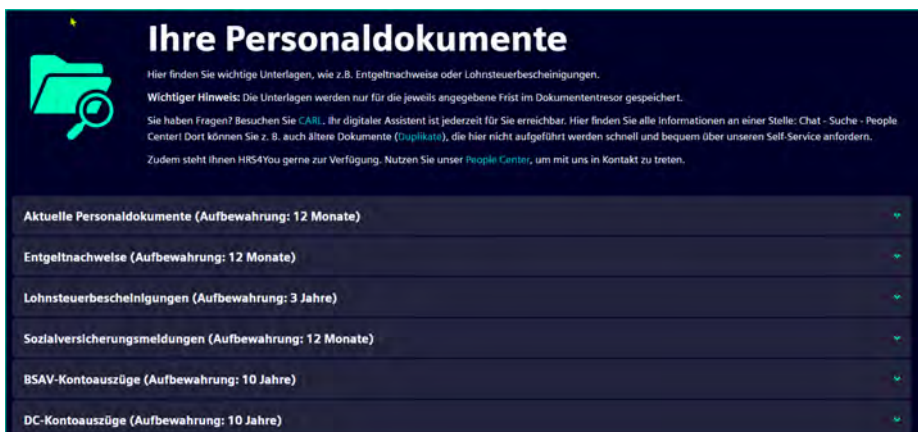 Ihre Personaldokumente
Hier finden Sie wichtige Unterlagen, wie z.B. Entgeltnachweise oder Lohnsteuerbescheinigungen.
Wichtiger Hinweis: Die Unterlagen werden nur für die jeweils angegebene Frist im Dokumententresor gespeichert.
Sie haben Fragen? Besuchen Sie CARL. Ihr digitaler Assistent ist jederzeit für Sie erreichbar. Hier finden Sie alle Informationen an einer Stelle: Chat - Suche - People
Center! Dort können Sie z. B. auch ältere Dokumente (Duplikate), die hier nicht aufgeführt werden schnell und bequem über unseren Self-Service anfordern.
Zudem steht Ihnen HRS4You gerne zur Verfügung. Nutzen Sie unser People Center, um mit uns in Kontakt zu treten.
Aktuelle Personaldokumente (Aufbewahrung: 12 Monate)
Entgeltnachweise (Aufbewahrung: 12 Monate)
Lohnsteuerbescheinigungen (Aufbewahrung: 3 Jahre)
Sozialversicherungsmeldungen (Aufbewahrung: 12 Monate)
BSAV-Kontoauszüge (Aufbewahrung: 10 Jahre)
DC-Kontoauszüge (Aufbewahrung: 10 Jahre)